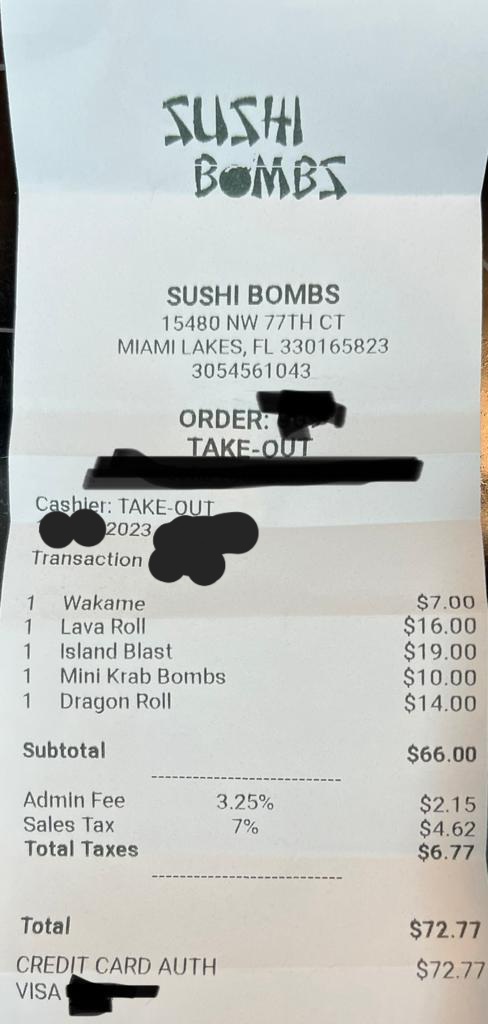 SUSHI
BOMBS
SUSHI BOMBS
15480 NW 77TH CT
MIAMI LAKES, FL 330165823
3054561043
ORDER:
TAKE-OUT
Cashier: TAKE-OUT
2023
Transaction
1 Wakame $7.00
1 Lava Roll $16.00
1 Island Blast $19.00
1 Mini Krab Bombs $10.00
1 Dragon Roll $14.00
Subtotal $66.00
------------------------------
Admin Fee 3.25% $2.15
Sales Tax 7% $4.62
Total Taxes $6.77
------------------------------
Total $72.77
CREDIT CARD AUTH $72.77
VISA